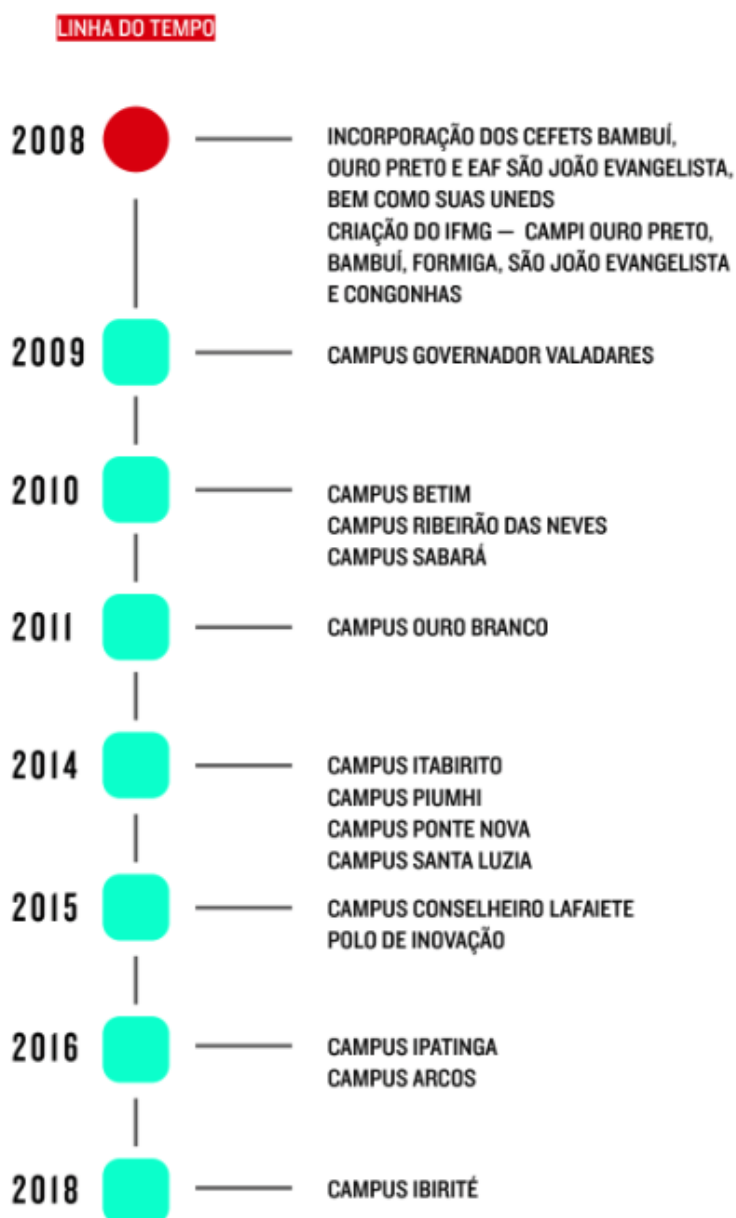 LINHA DO TEMPO
2008
INCORPORAÇÃO DOS CEFETS BAMBUÍ,
OURO PRETO E EAF SÃO JOÃO EVANGELISTA,
BEM COMO SUAS UNEDS
CRIAÇÃO DO IFMG — CAMPI OURO PRETO,
BAMBUÍ, FORMIGA, SÃO JOÃO EVANGELISTA
E CONGONHAS
2009
CAMPUS GOVERNADOR VALADARES
2010
CAMPUS BETIM
CAMPUS RIBEIRÃO DAS NEVES
CAMPUS SABARÁ
2011
CAMPUS OURO BRANCO
2014
CAMPUS ITABIRITO
CAMPUS PIUMHI
CAMPUS PONTE NOVA
CAMPUS SANTA LUZIA
2015
CAMPUS CONSELHEIRO LAFAIETE
POLO DE INOVAÇÃO
2016
CAMPUS IPATINGA
CAMPUS ARCOS
2018
CAMPUS IBIRITÉ